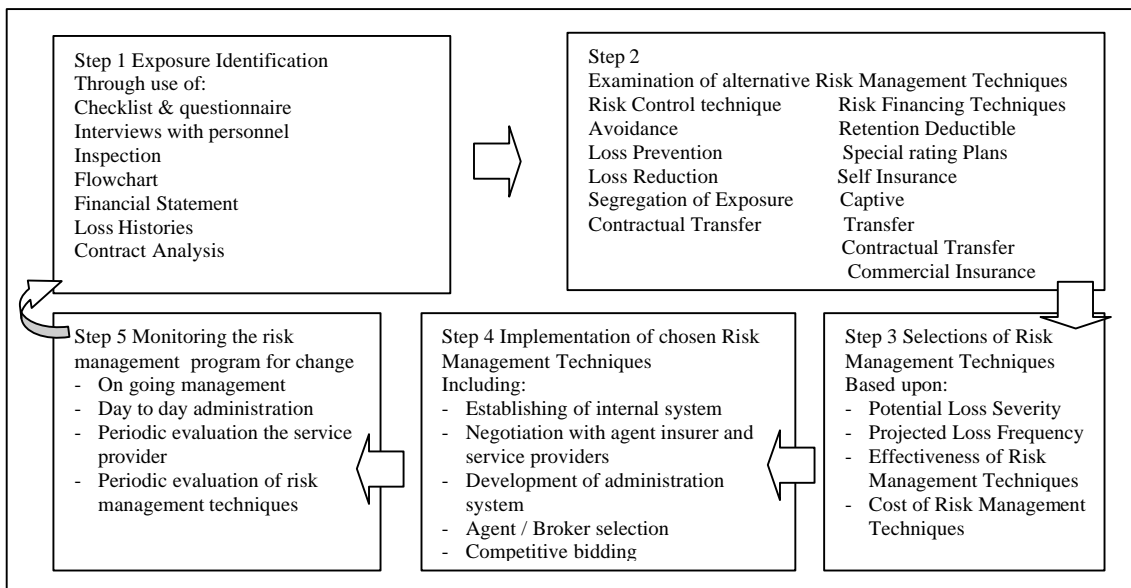 Step 1 Exposure Identification
Through use of:
Checklist & questionnaire
Interviews with personnel
Inspection
Flowchart
Financial Statement
Loss Histories
Contract Analysis
Step 2
Examination of alternative Risk Management Techniques
Risk Control technique Risk Financing Techniques
Avoidance Retention Deductible
Loss Prevention Special rating Plans
Loss Reduction Self Insurance
Segregation of Exposure Captive
Contractual Transfer Transfer
Contractual Transfer
Commercial Insurance
Step 3 Selections of Risk
Management Techniques
Based upon:
- Potential Loss Severity
- Projected Loss Frequency
- Effectiveness of Risk
Management Techniques
- Cost of Risk Management
Techniques
Step 4 Implementation of chosen Risk
Management Techniques
Including:
- Establishing of internal system
- Negotiation with agent insurer and
service providers
- Development of administration
system
- Agent / Broker selection
- Competitive bidding
Step 5 Monitoring the risk
management program for change
- On going management
- Day to day administration
- Periodic evaluation the service
provider
- Periodic evaluation of risk
management techniques